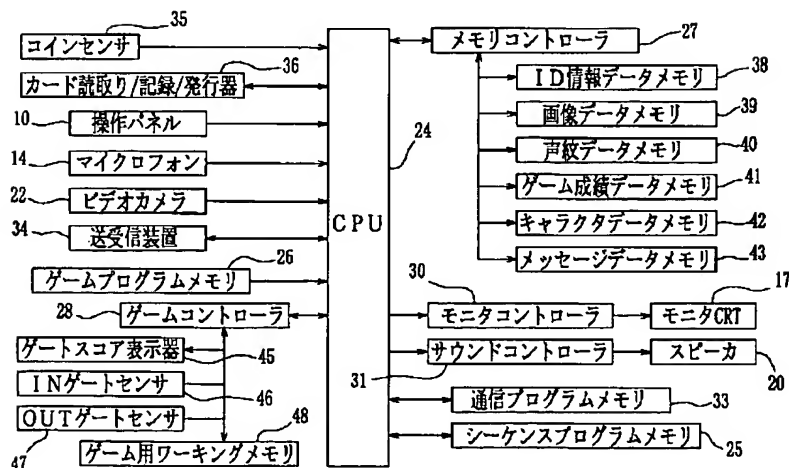 35
コインセンサ
36
カード読取り/記録/発行器
10
操作パネル
14
マイクロフォン
22
ビデオカメラ
34
送受信装置
26
ゲームプログラムメモリ
28
ゲームコントローラ
ゲートスコア表示器
45
INゲートセンサ
46
OUTゲートセンサ
47
48
ゲーム用ワーキングメモリ
CPU
24
メモリコントローラ
27
ID情報データメモリ
38
画像データメモリ
39
声紋データメモリ
40
ゲーム成績データメモリ
41
キャラクタデータメモリ
42
メッセージデータメモリ
43
30
モニタコントローラ
17
モニタCRT
サウンドコントローラ
31
スピーカ
20
通信プログラムメモリ
33
シーケンスプログラムメモリ
25